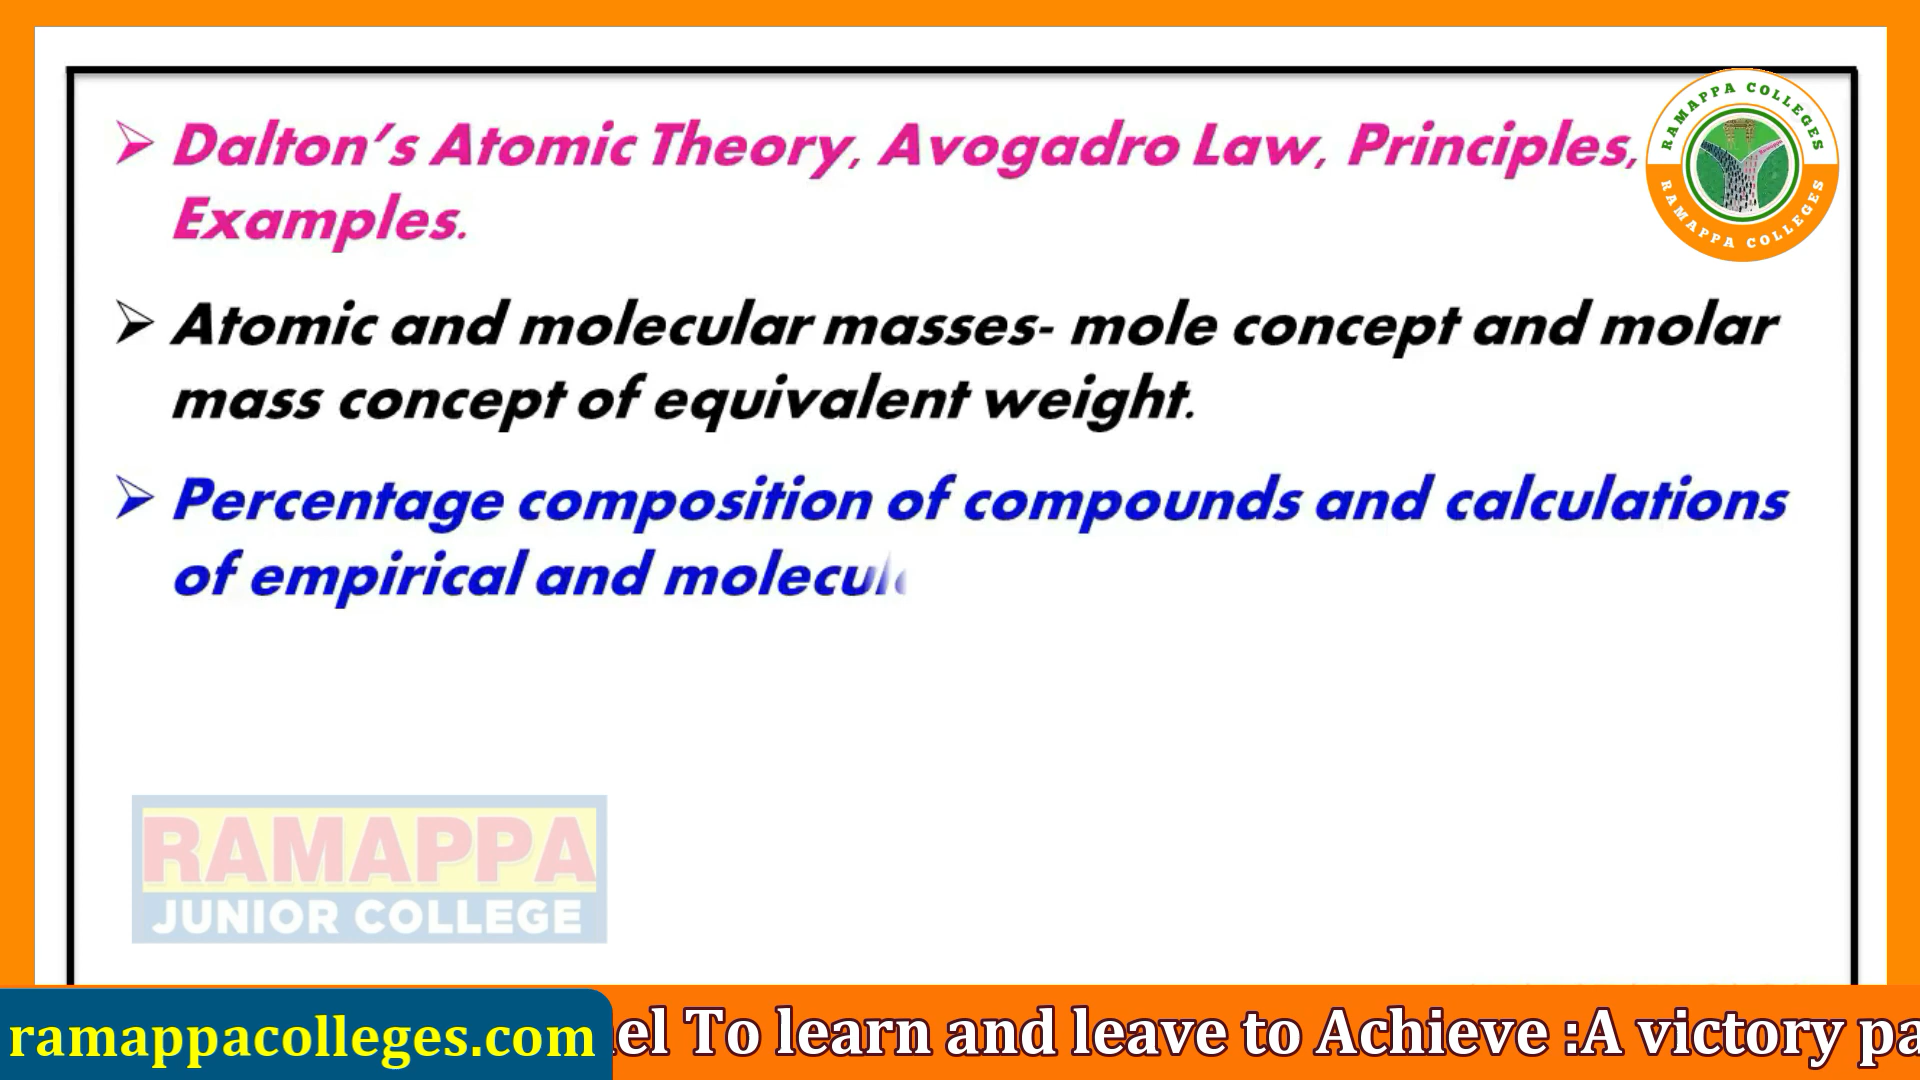 ➢ Dalton's Atomic Theory, Avogadro Law, Principles,
Examples.
➢ Atomic and molecular masses- mole concept and molar
mass concept of equivalent weight.
➢ Percentage composition of compounds and calculations
of empirical and
RAMAPPA COLLEGES
RAMAPPA COLLEGES
RAMAPPA
JUNIOR COLLEGE
ramappacolleges.com
To learn and leave to Achieve :A victory